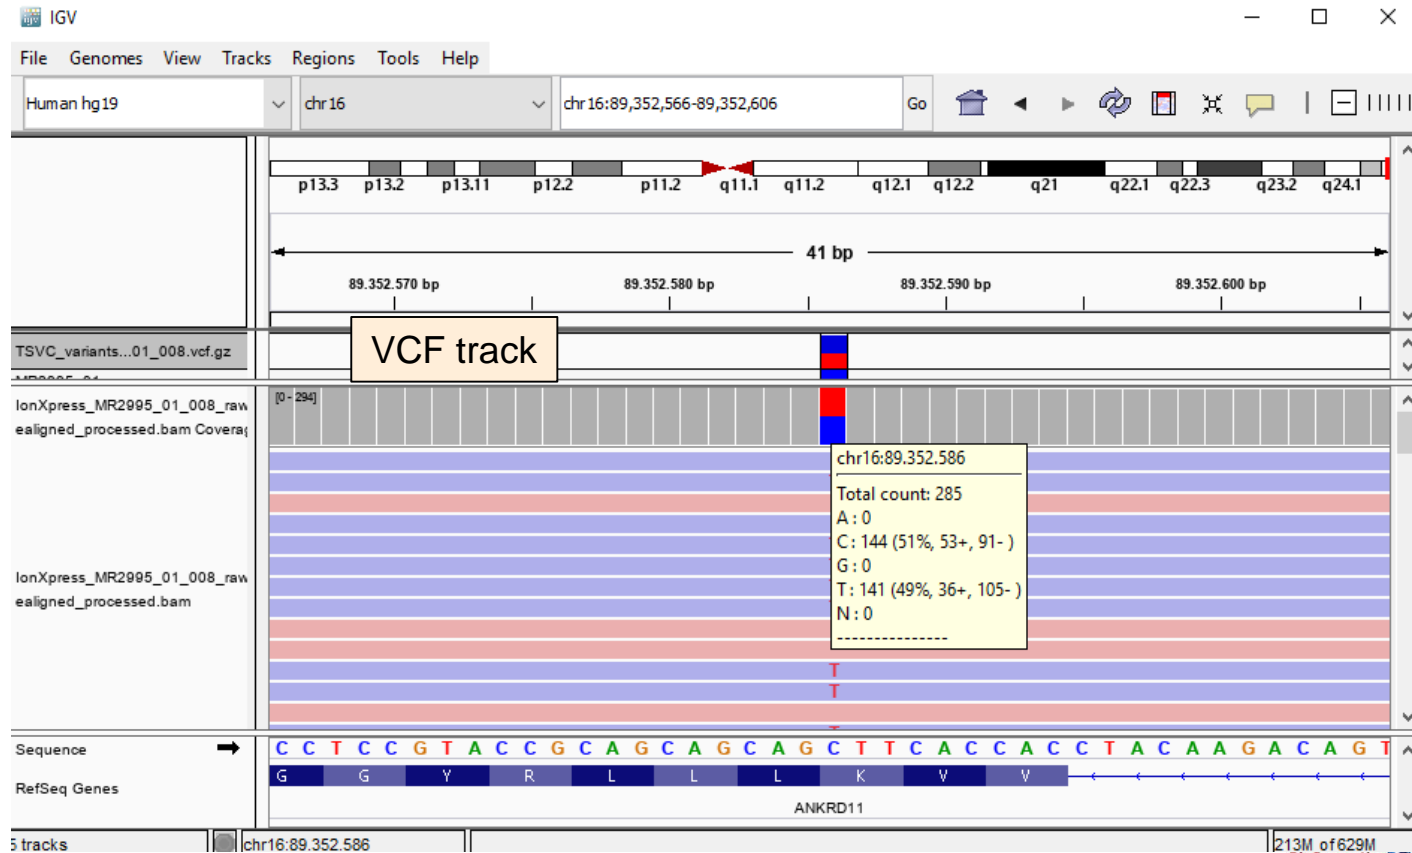 IGV
File Genomes View Tracks Regions Tools Help
Human hg19 chr16 chr16:89,352,566-89,352,606 Go
p13.3 p13.2 p13.11 p12.2 p11.2 q11.1 q11.2 q12.1 q12.2 q21 q22.1 q22.3 q23.2 q24.1
41 bp
89.352.570 bp 89.352.580 bp 89.352.590 bp 89.352.600 bp
TSVC_variants...01_008.vcf.gz
VCF track
IonXpress_MR2995_01_008_raw
ealigned_processed.bam Coverag
[0 - 294]
chr16:89.352.586
Total count: 285
A : 0
C : 144 (51%, 53+, 91- )
G : 0
T : 141 (49%, 36+, 105- )
N : 0
---------------
IonXpress_MR2995_01_008_raw
ealigned_processed.bam
T
T
Sequence C C T C C G T A C C G C A G C A G C A G C T T C A C C A C C T A C A A G A C A G T
RefSeq Genes G G Y R L L L K V V
ANKRD11
5 tracks chr16:89.352.586 213M of 629M